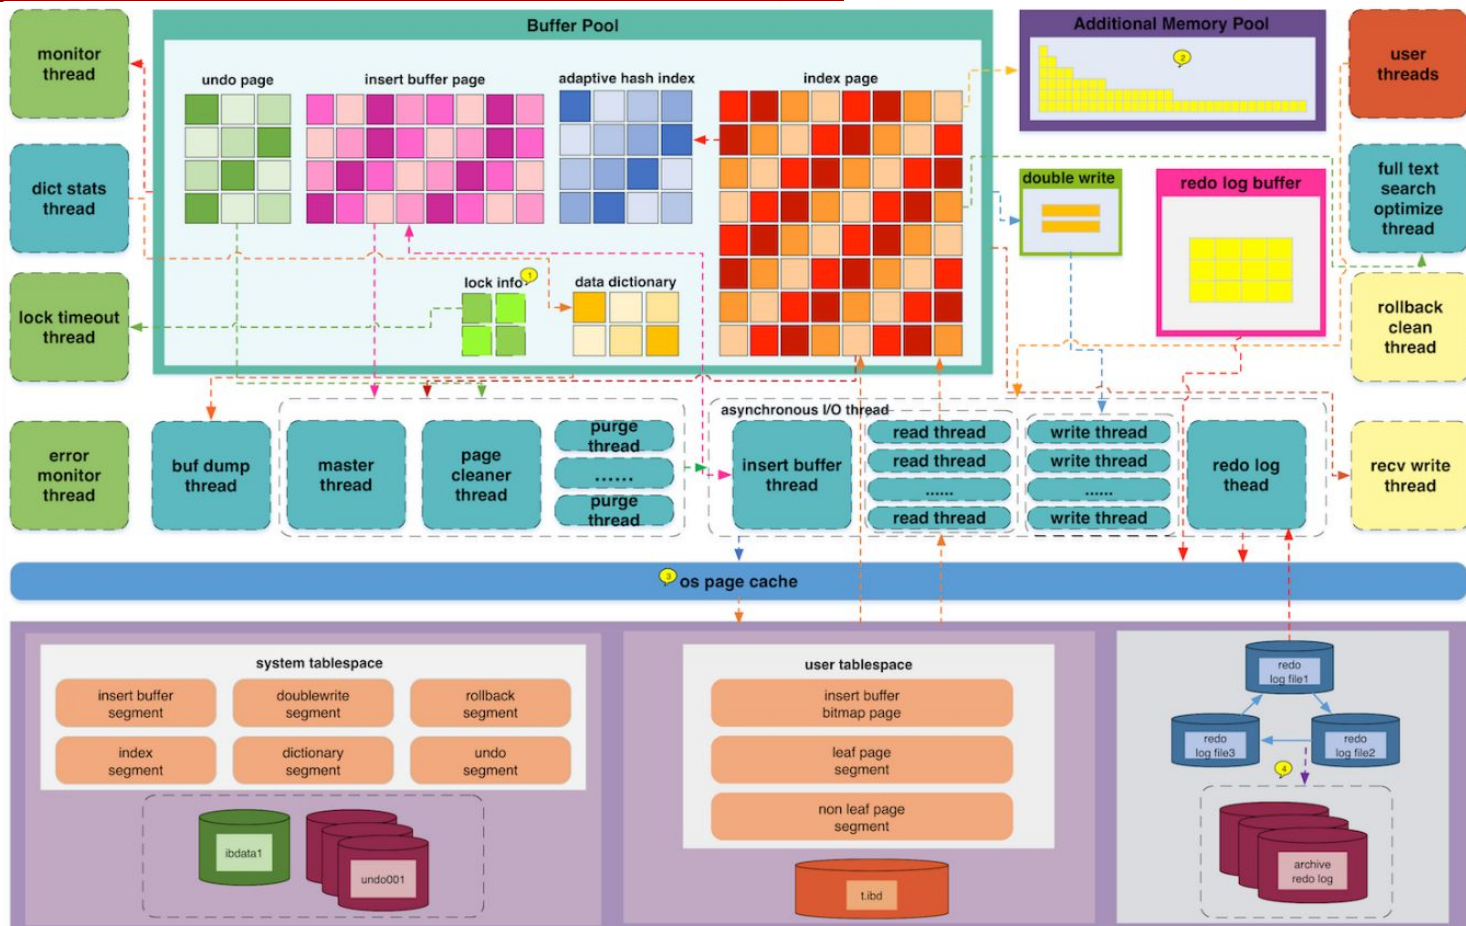 Buffer Pool
Additional Memory Pool
monitor
thread
user
threads
undo page
insert buffer page
adaptive hash index
index page
2
dict stats
thread
double write
redo log buffer
full text
search
optimize
thread
lock info
1
data dictionary
lock timeout
thread
rollback
clean
thread
asynchronous I/O thread
error
monitor
thread
buf dump
thread
master
thread
page
cleaner
thread
purge
thread
......
purge
thread
insert buffer
thread
read thread
read thread
......
read thread
write thread
write thread
......
write thread
redo log
thead
recv write
thread
3
os page cache
system tablespace
insert buffer
segment
doublewrite
segment
rollback
segment
index
segment
dictionary
segment
undo
segment
ibdata1
undo001
user tablespace
insert buffer
bitmap page
leaf page
segment
non leaf page
segment
t.ibd
redo
log file1
redo
log file3
redo
log file2
4
archive
redo log